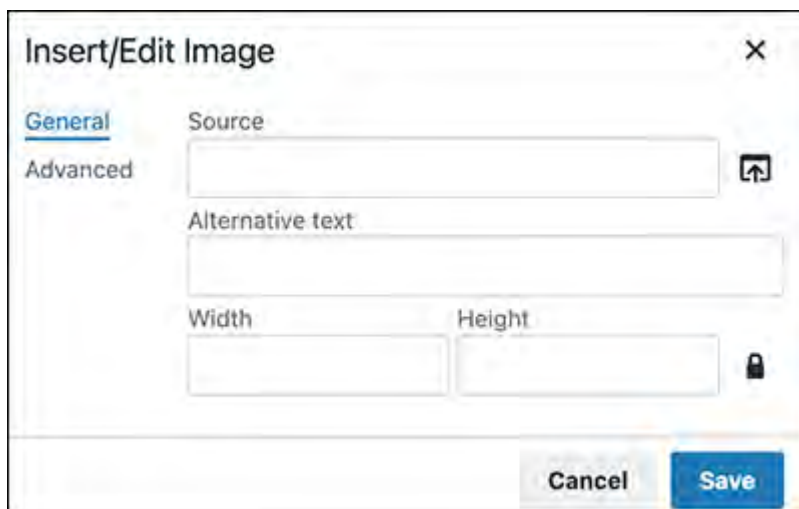 Insert/Edit Image
General
Source
Advanced
Alternative text
Width Height
Cancel Save